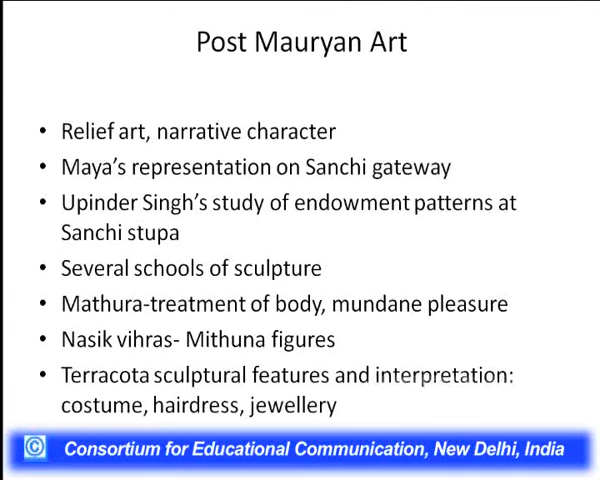 Post Mauryan Art
• Relief art, narrative character
• Maya's representation on Sanchi gateway
• Upinder Singh's study of endowment patterns at
Sanchi stupa
• Several schools of sculpture
• Mathura-treatment of body, mundane pleasure
• Nasik vihras- Mithuna figures
• Terracota sculptural features and interpretation:
costume, hairdress, jewellery
© Consortium for Educational Communication, New Delhi, India